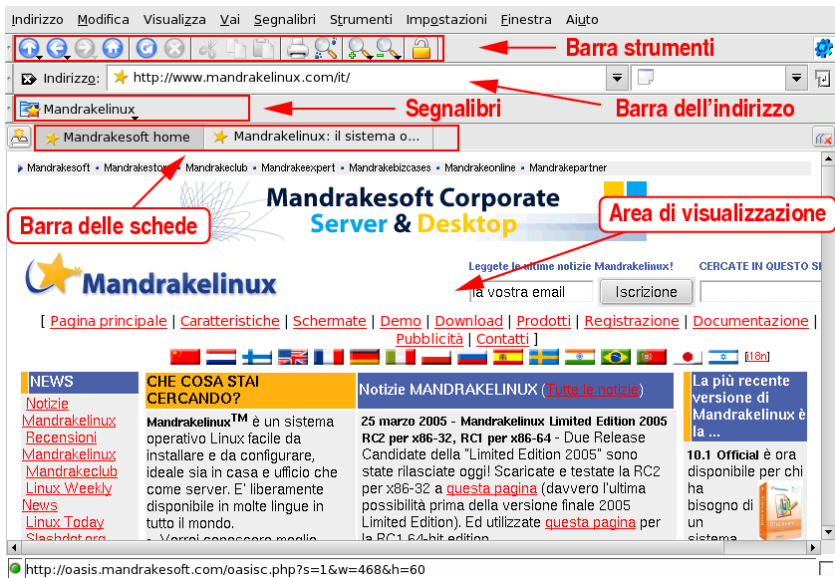 Indirizzo Modifica Visualizza Vai Segnalibri Strumenti Impostazioni Finestra Aiuto
Barra strumenti
Indirizzo: http://www.mandrakelinux.com/it/
Mandrakelinux
Segnalibri
Barra dell'indirizzo
Mandrakesoft home
Mandrakelinux: il sistema o...
Mandrakesoft • Mandrakestore • Mandrakeclub • Mandrakeexpert • Mandrakebizcases • Mandrakeonline • Mandrakepartner
Mandrakesoft Corporate
Server & Desktop
Barra delle schede
Area di visualizzazione
Mandrakelinux
Leggete le ultime notizie Mandrakelinux!
CERCATE IN QUESTO SI
la vostra email
Iscrizione
[ Pagina principale | Caratteristiche | Schermate | Demo | Download | Prodotti | Registrazione | Documentazione |
Pubblicità | Contatti ]
[i18n]
NEWS
Notizie
Mandrakelinux
Recensioni
Mandrakelinux
Mandrakeclub
Linux Weekly
News
Linux Today
Slashdot.org
CHE COSA STAI
CERCANDO?
Mandrakelinux™ è un sistema
operativo Linux facile da
installare e da configurare,
ideale sia in casa e ufficio che
come server. E' liberamente
disponibile in molte lingue in
tutto il mondo.
- Vorrei conoscere meglio
Notizie MANDRAKELINUX (Tutte le notizie)
25 marzo 2005 - Mandrakelinux Limited Edition 2005
RC2 per x86-32, RC1 per x86-64 - Due Release
Candidate della "Limited Edition 2005" sono
state rilasciate oggi! Scaricate e testate la RC2
per x86-32 a questa pagina (davvero l'ultima
possibilità prima della versione finale 2005
Limited Edition). Ed utilizzate questa pagina per
la RC1 64-bit edition
La più recente
versione di
Mandrakelinux è
la ...
10.1 Official è ora
disponibile per chi
ha
bisogno di
un
sistema
http://oasis.mandrakesoft.com/oasisc.php?s=1&w=468&h=60